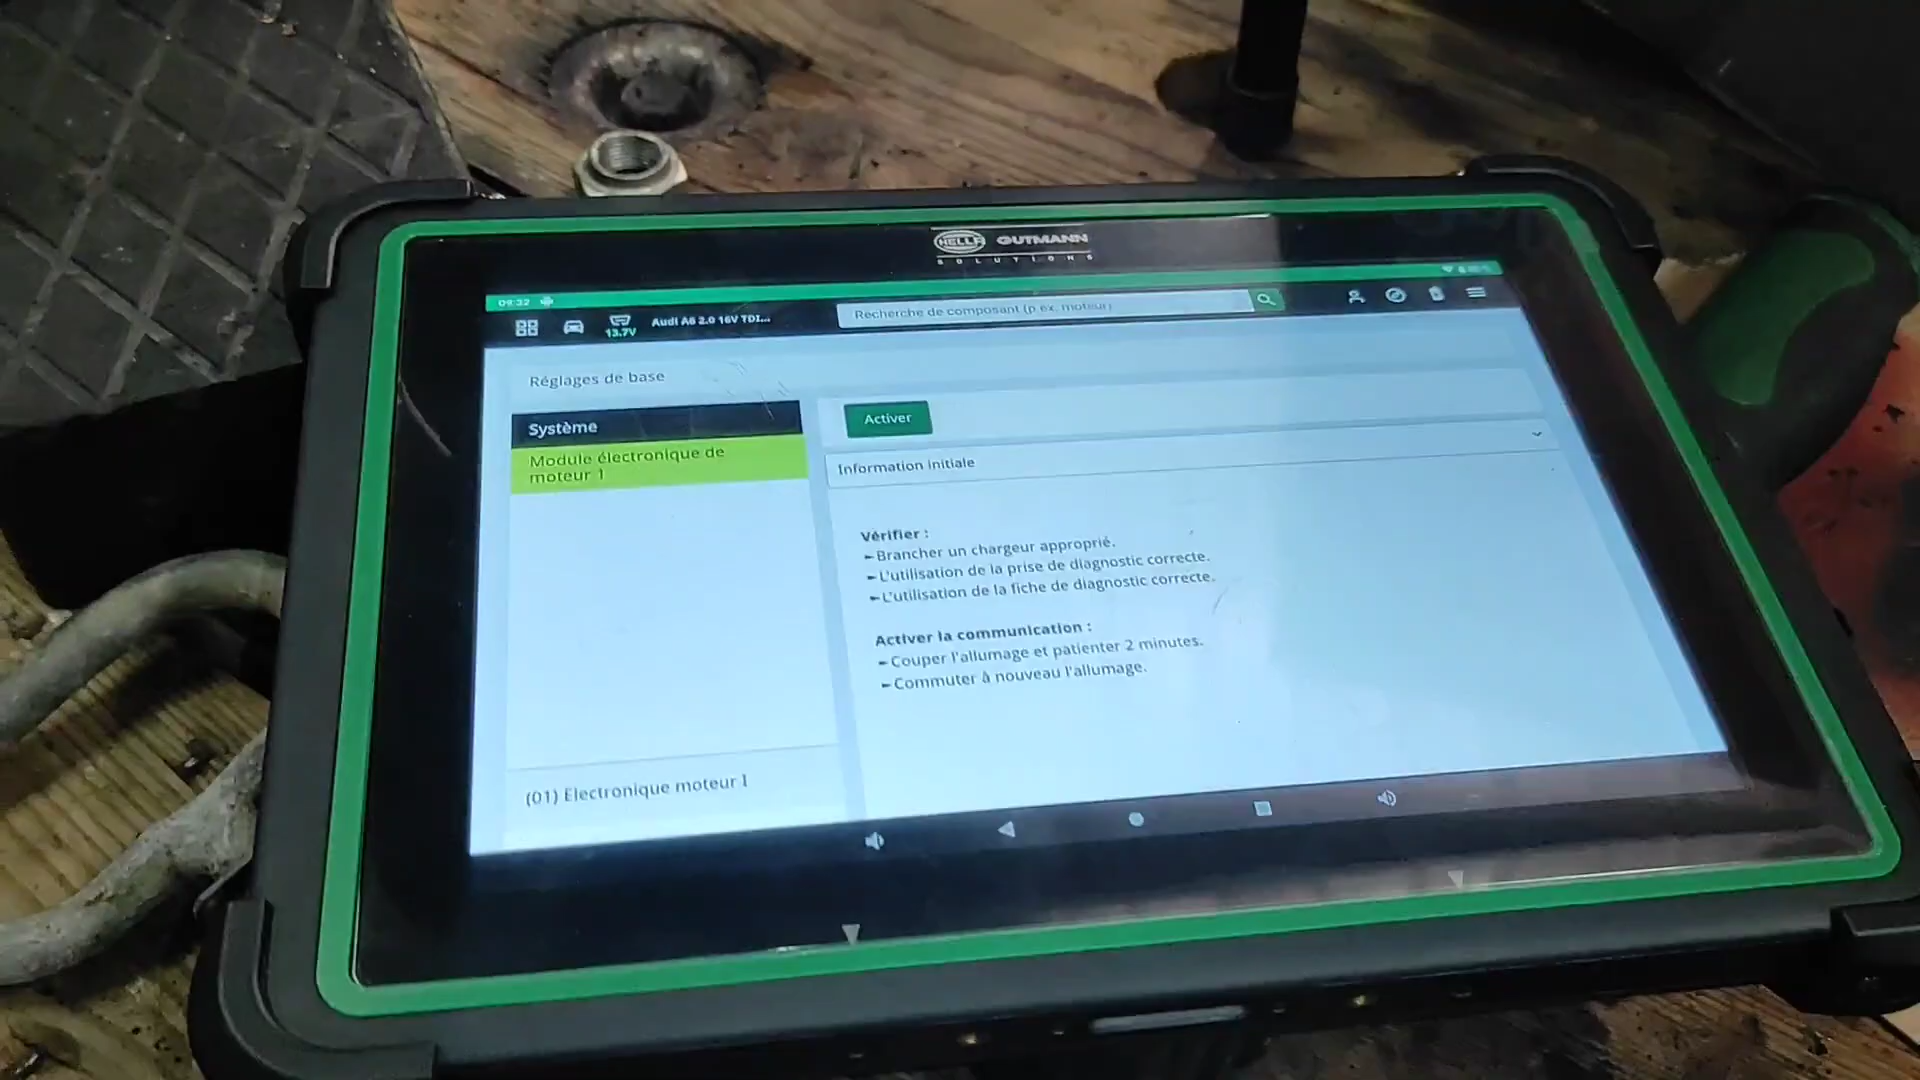 HELLA GUTMANN
SOLUTIONS
09:32
13.7V
Audi A6 2.0 16V TDI...
Recherche de composant (p ex. moteur)
Réglages de base
Système
Activer
Module électronique de
moteur 1
Information initiale
Vérifier :
Brancher un chargeur approprié.
L'utilisation de la prise de diagnostic correcte.
L'utilisation de la fiche de diagnostic correcte.
Activer la communication :
Couper l'allumage et patienter 2 minutes.
Commuter à nouveau l'allumage.
(01) Electronique moteur I